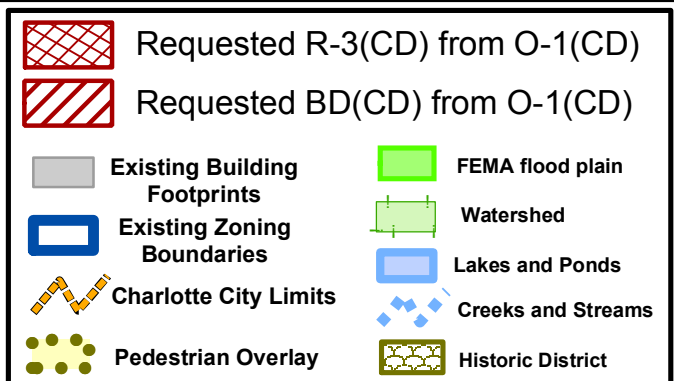 Requested R-3(CD) from O-1(CD)
Requested BD(CD) from O-1(CD)
Existing Building
Footprints
Existing Zoning
Boundaries
Charlotte City Limits
Pedestrian Overlay
FEMA flood plain
Watershed
Lakes and Ponds
Creeks and Streams
Historic District